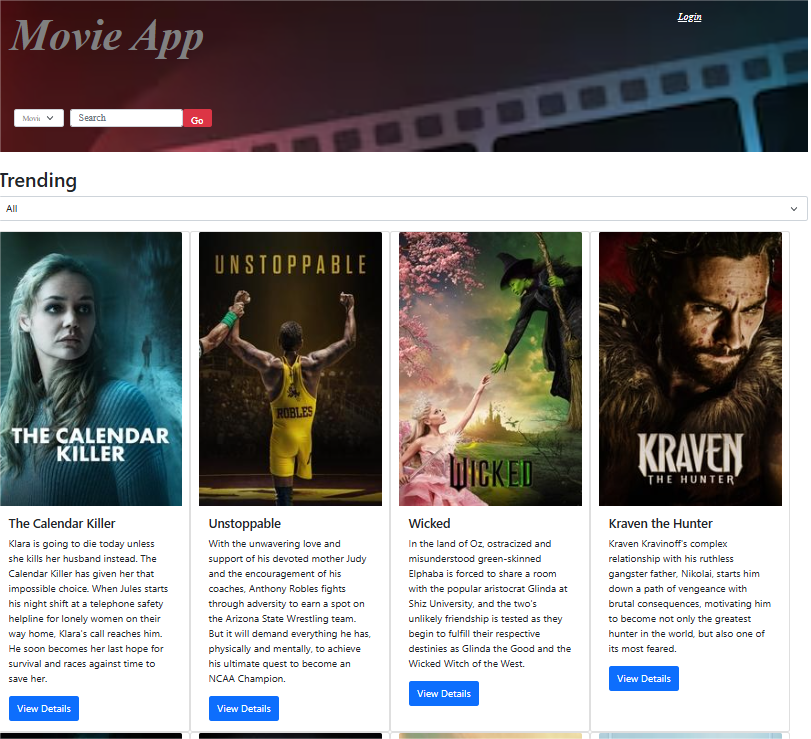 Movie App
Login
Movi
Search
Go
Trending
All
THE CALENDAR
KILLER
UNSTOPPABLE
ROBLES
WICKED
KRAVEN
THE HUNTER
The Calendar Killer
Klara is going to die today unless
she kills her husband instead. The
Calendar Killer has given her that
impossible choice. When Jules starts
his night shift at a telephone safety
helpline for lonely women on their
way home, Klara's call reaches him.
He soon becomes her last hope for
survival and races against time to
save her.
View Details
Unstoppable
With the unwavering love and
support of his devoted mother Judy
and the encouragement of his
coaches, Anthony Robles fights
through adversity to earn a spot on
the Arizona State Wrestling team.
But it will demand everything he has,
physically and mentally, to achieve
his ultimate quest to become an
NCAA Champion.
View Details
Wicked
In the land of Oz, ostracized and
misunderstood green-skinned
Elphaba is forced to share a room
with the popular aristocrat Glinda at
Shiz University, and the two's
unlikely friendship is tested as they
begin to fulfill their respective
destinies as Glinda the Good and the
Wicked Witch of the West.
View Details
Kraven the Hunter
Kraven Kravinoff's complex
relationship with his ruthless
gangster father, Nikolai, starts him
down a path of vengeance with
brutal consequences, motivating him
to become not only the greatest
hunter in the world, but also one of
its most feared.
View Details